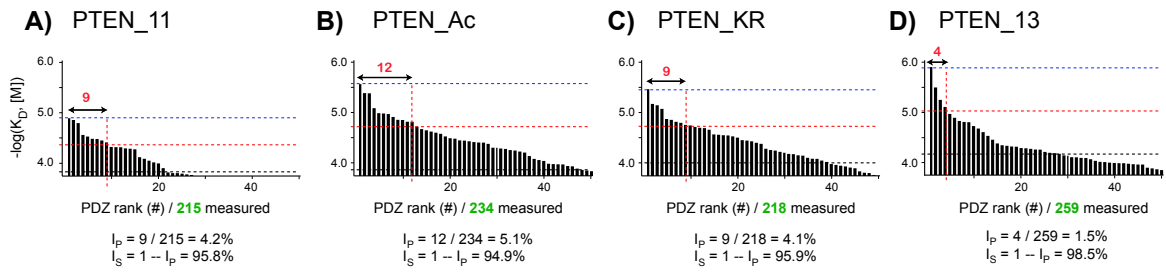 A) PTEN_11
B) PTEN_Ac
C) PTEN_KR
D) PTEN_13
-log(K_D, [M])
6.0
5.0
4.0
9
20
40
PDZ rank (#) / 215 measured
I_P = 9 / 215 = 4.2%
I_S = 1 -- I_P = 95.8%
6.0
5.0
4.0
12
20
40
PDZ rank (#) / 234 measured
I_P = 12 / 234 = 5.1%
I_S = 1 -- I_P = 94.9%
6.0
5.0
4.0
9
20
40
PDZ rank (#) / 218 measured
I_P = 9 / 218 = 4.1%
I_S = 1 -- I_P = 95.9%
6.0
5.0
4.0
4
20
40
PDZ rank (#) / 259 measured
I_P = 4 / 259 = 1.5%
I_S = 1 -- I_P = 98.5%